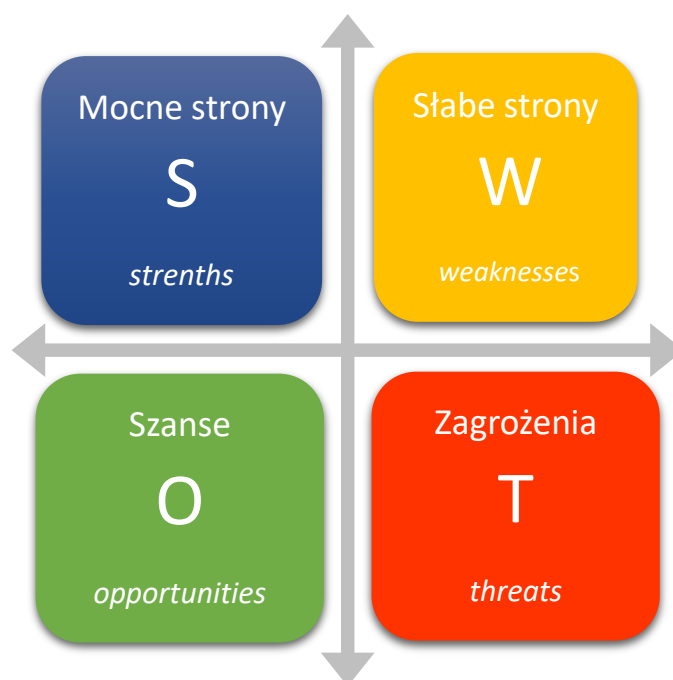 Mocne strony
S
strenths
Słabe strony
W
weaknesses
Szanse
O
opportunities
Zagrożenia
T
threats